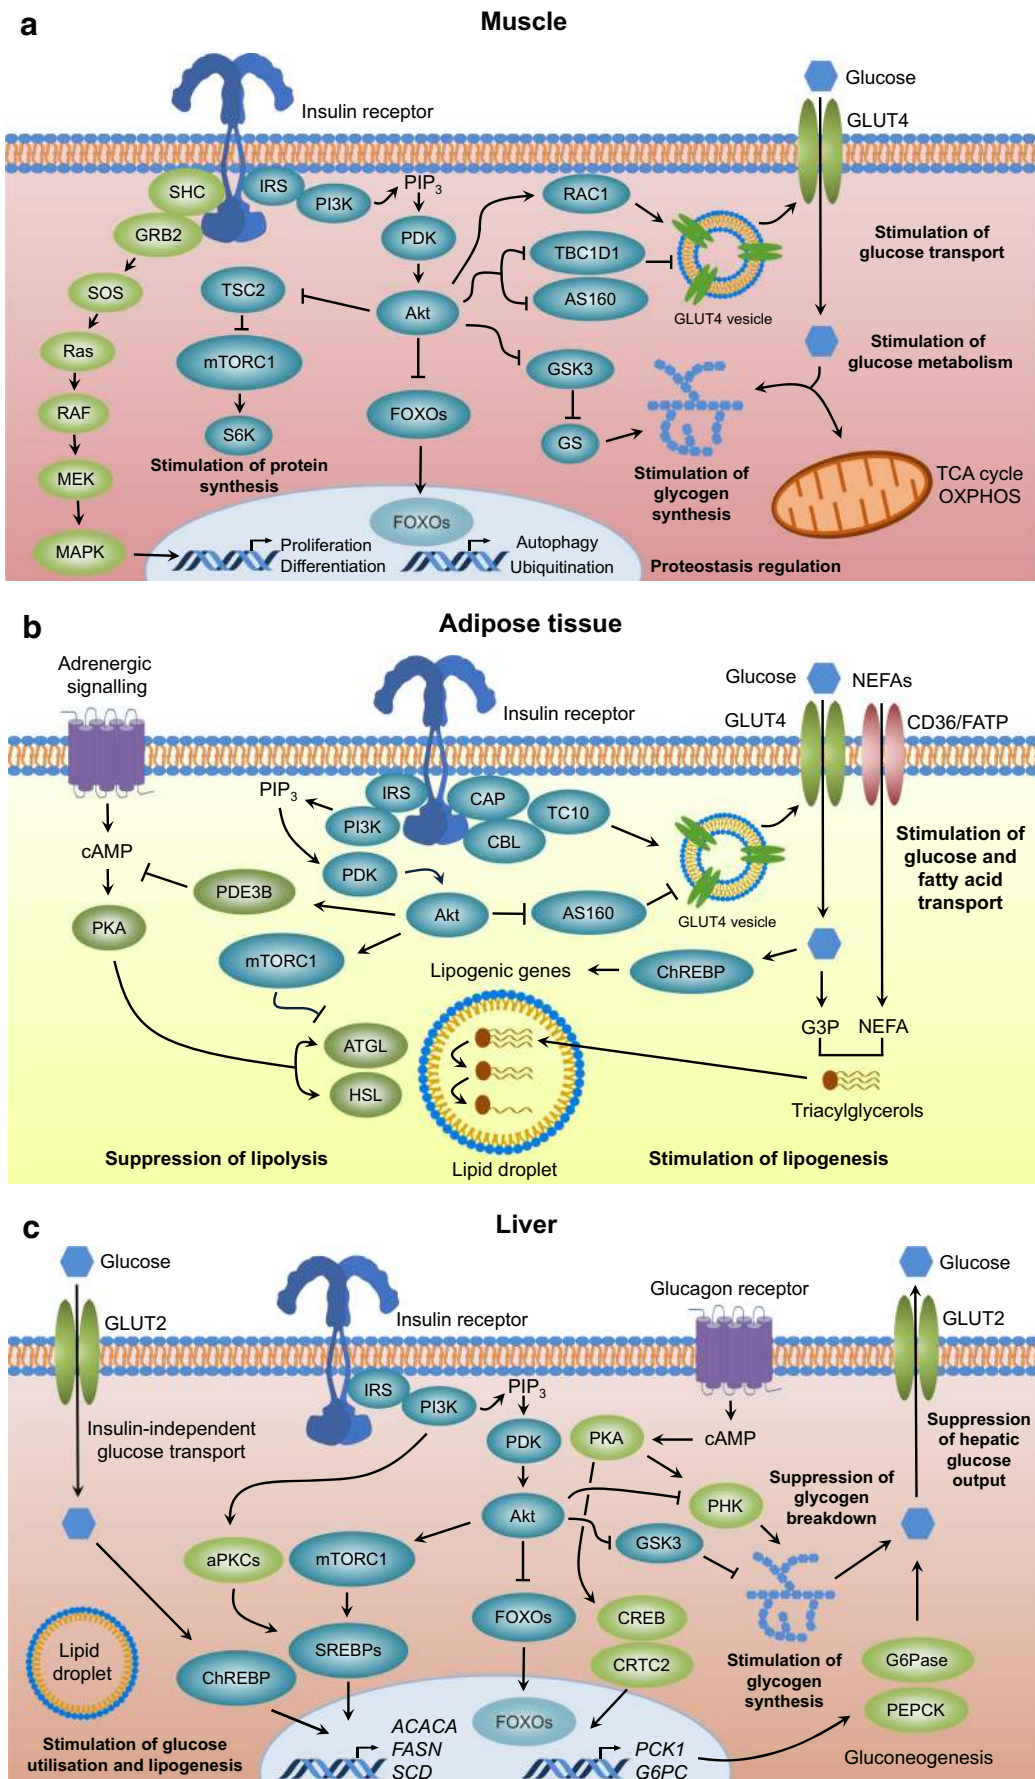 a
Muscle
Glucose
Insulin receptor
GLUT4
SHC
IRS
PI3K
PIP3
RAC1
GRB2
PDK
TBC1D1
Stimulation of
glucose transport
SOS
TSC2
Akt
AS160
GLUT4 vesicle
Ras
mTORC1
GSK3
Stimulation of
glucose metabolism
RAF
FOXOs
S6K
GS
Stimulation of protein
synthesis
MEK
Stimulation of
glycogen
synthesis
TCA cycle
OXPHOS
FOXOs
MAPK
Proliferation
Differentiation
Autophagy
Ubiquitination
Proteostasis regulation
b
Adipose tissue
Adrenergic
signalling
Glucose
NEFAs
Insulin receptor
GLUT4
CD36/FATP
PIP3
IRS
CAP
TC10
PI3K
CBL
cAMP
PDK
Stimulation of
glucose and
fatty acid
transport
PDE3B
Akt
AS160
GLUT4 vesicle
PKA
mTORC1
Lipogenic genes
ChREBP
G3P
NEFA
ATGL
HSL
Triacylglycerols
Suppression of lipolysis
Lipid droplet
Stimulation of lipogenesis
c
Liver
Glucose
Glucagon receptor
Glucose
GLUT2
Insulin receptor
GLUT2
IRS
PI3K
PIP3
Insulin-independent
glucose transport
PDK
PKA
cAMP
Suppression
of hepatic
glucose
output
Suppression of
glycogen
breakdown
Akt
PHK
aPKCs
mTORC1
GSK3
FOXOs
CREB
Lipid
droplet
SREBPs
CRTC2
ChREBP
Stimulation of
glycogen
synthesis
G6Pase
PEPCK
Stimulation of glucose
utilisation and lipogenesis
ACACA
FASN
SCD
FOXOs
PCK1
G6PC
Gluconeogenesis